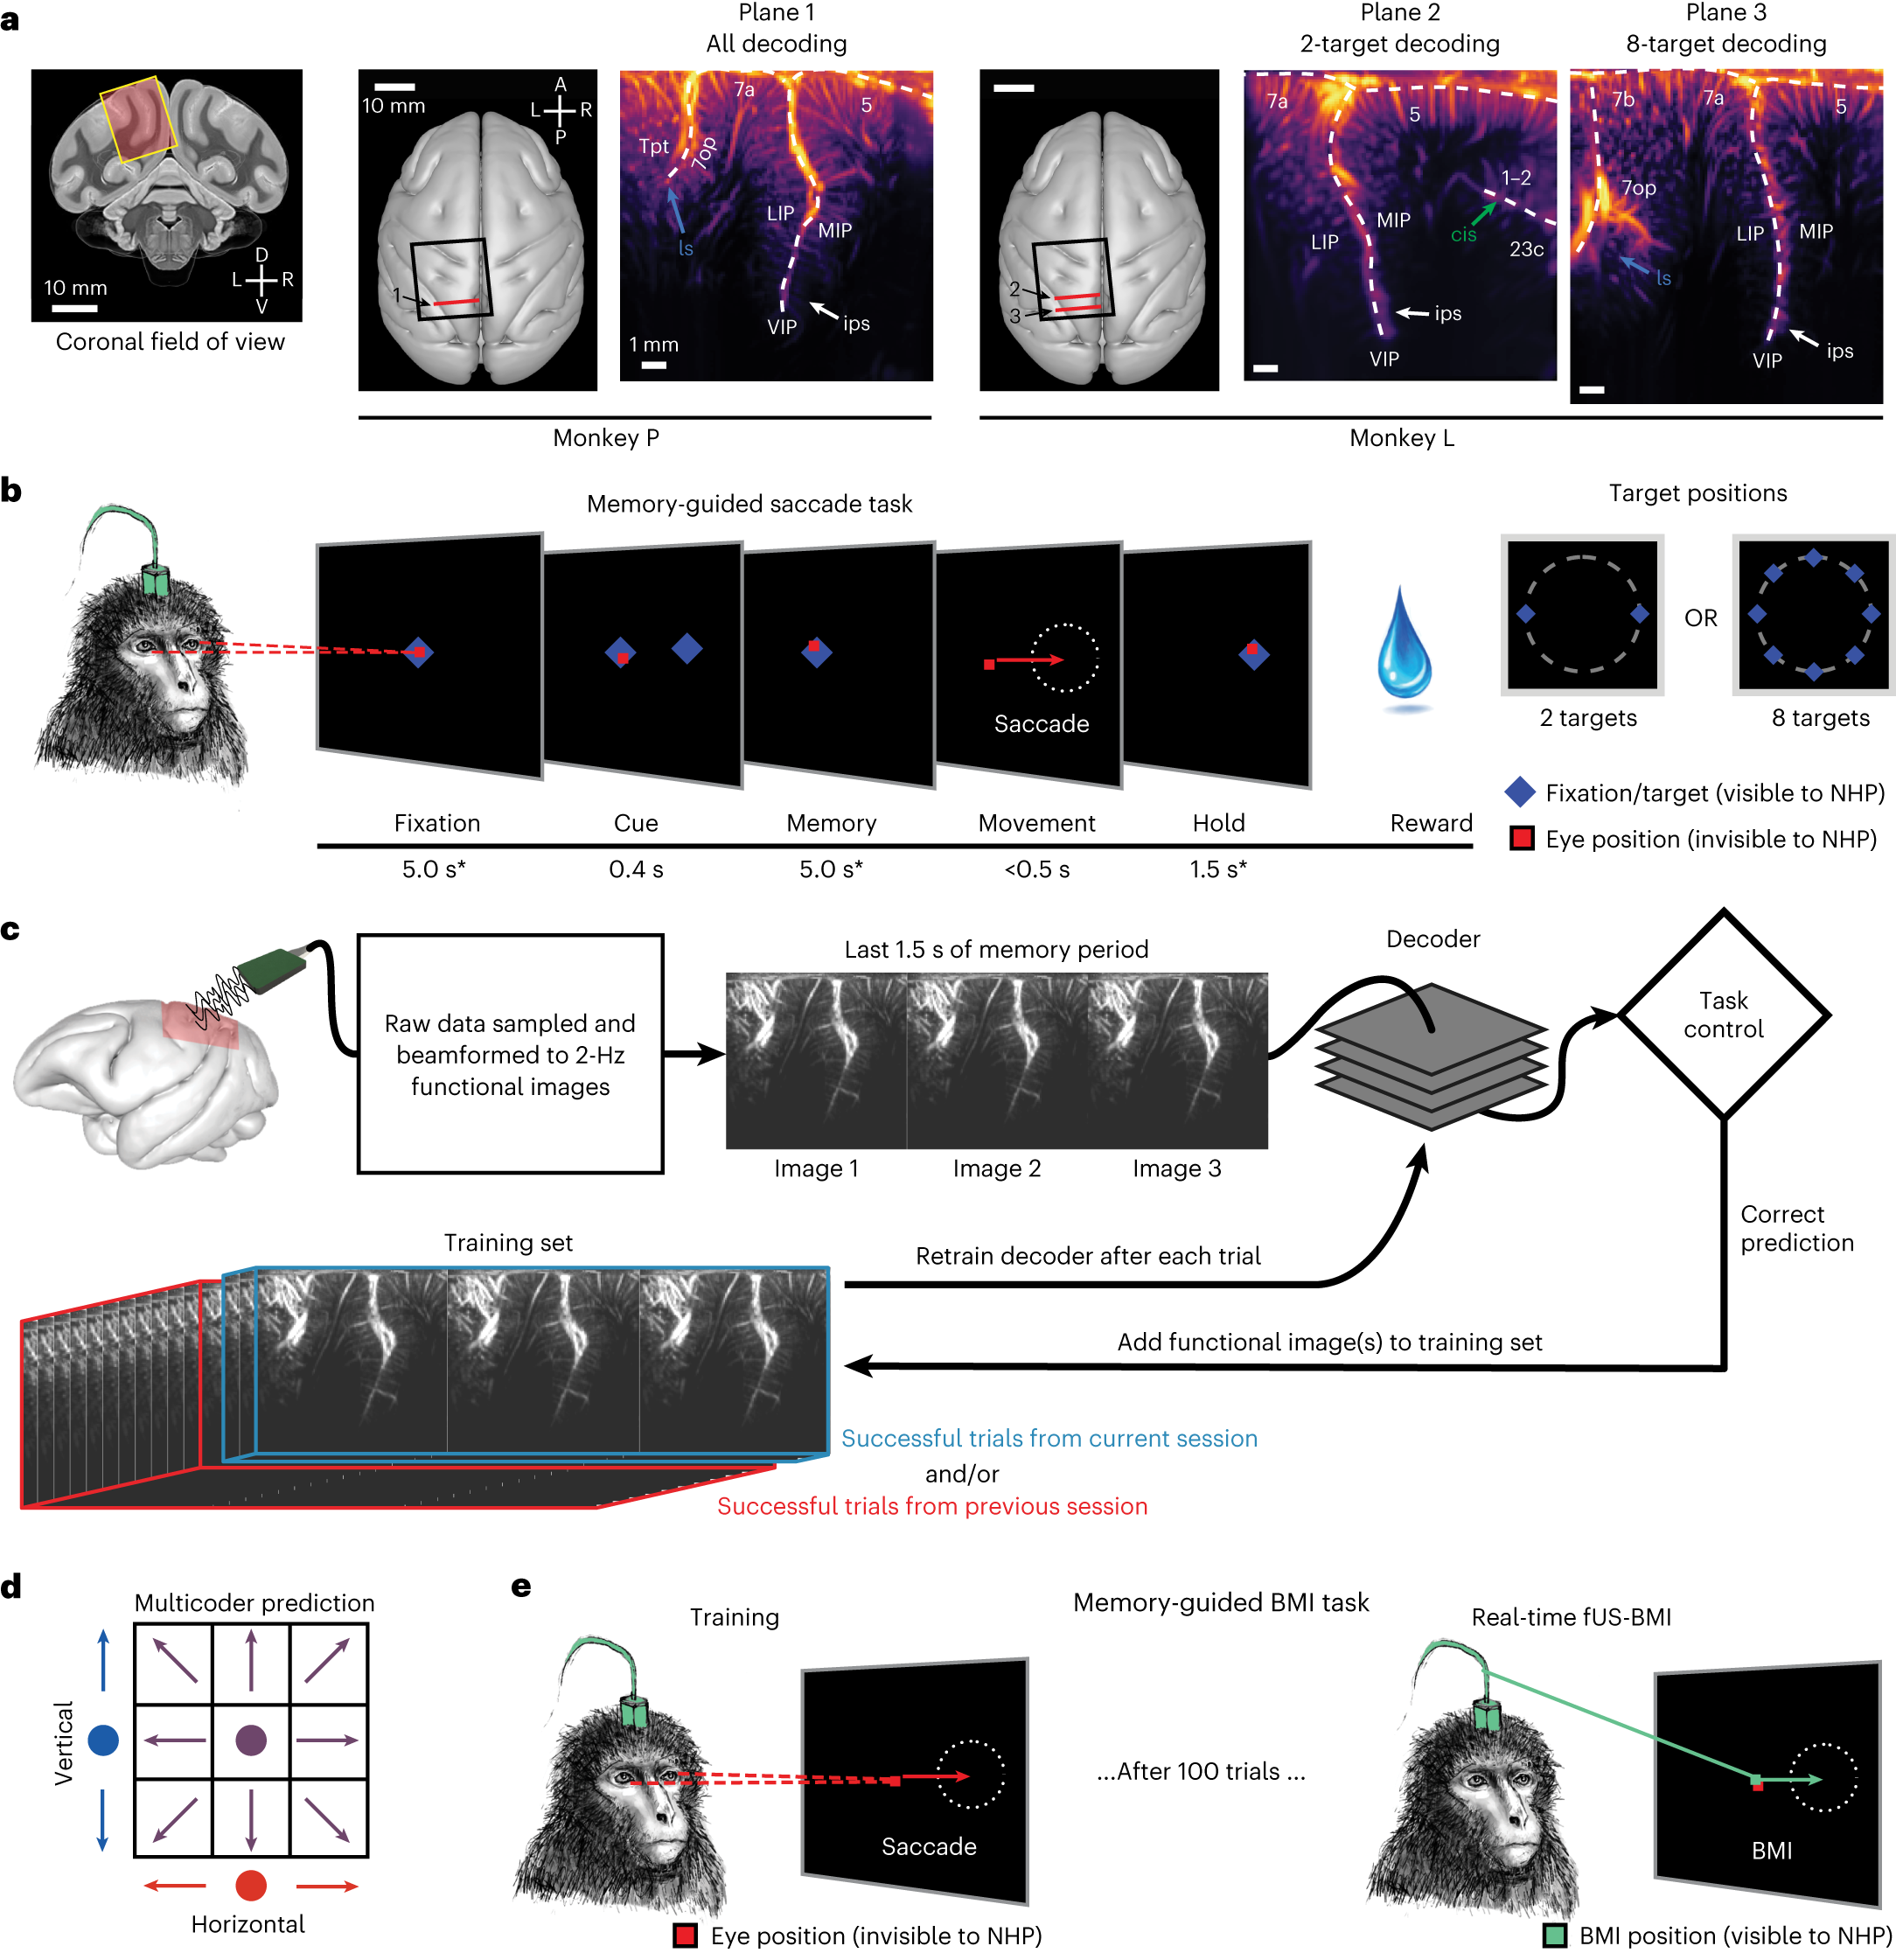 a
Plane 1
All decoding
Plane 2
2-target decoding
Plane 3
8-target decoding
10 mm
D
L
R
V
Coronal field of view
10 mm
A
L
R
P
1
7a
5
Tpt
7op
LIP
MIP
ls
VIP
ips
1 mm
Monkey P
2
3
7a
5
1–2
cis
23c
MIP
LIP
ips
VIP
7b
7a
5
7op
LIP
MIP
ls
VIP
ips
Monkey L
b
Memory-guided saccade task
Target positions
Saccade
OR
2 targets
8 targets
Fixation
Cue
Memory
Movement
Hold
Reward
5.0 s*
0.4 s
5.0 s*
<0.5 s
1.5 s*
Fixation/target (visible to NHP)
Eye position (invisible to NHP)
c
Raw data sampled and
beamformed to 2-Hz
functional images
Last 1.5 s of memory period
Image 1
Image 2
Image 3
Decoder
Task
control
Correct
prediction
Training set
Retrain decoder after each trial
Add functional image(s) to training set
Successful trials from current session
and/or
Successful trials from previous session
d
Multicoder prediction
Vertical
Horizontal
e
Memory-guided BMI task
Training
Real-time fUS-BMI
Saccade
...After 100 trials ...
BMI
Eye position (invisible to NHP)
BMI position (visible to NHP)